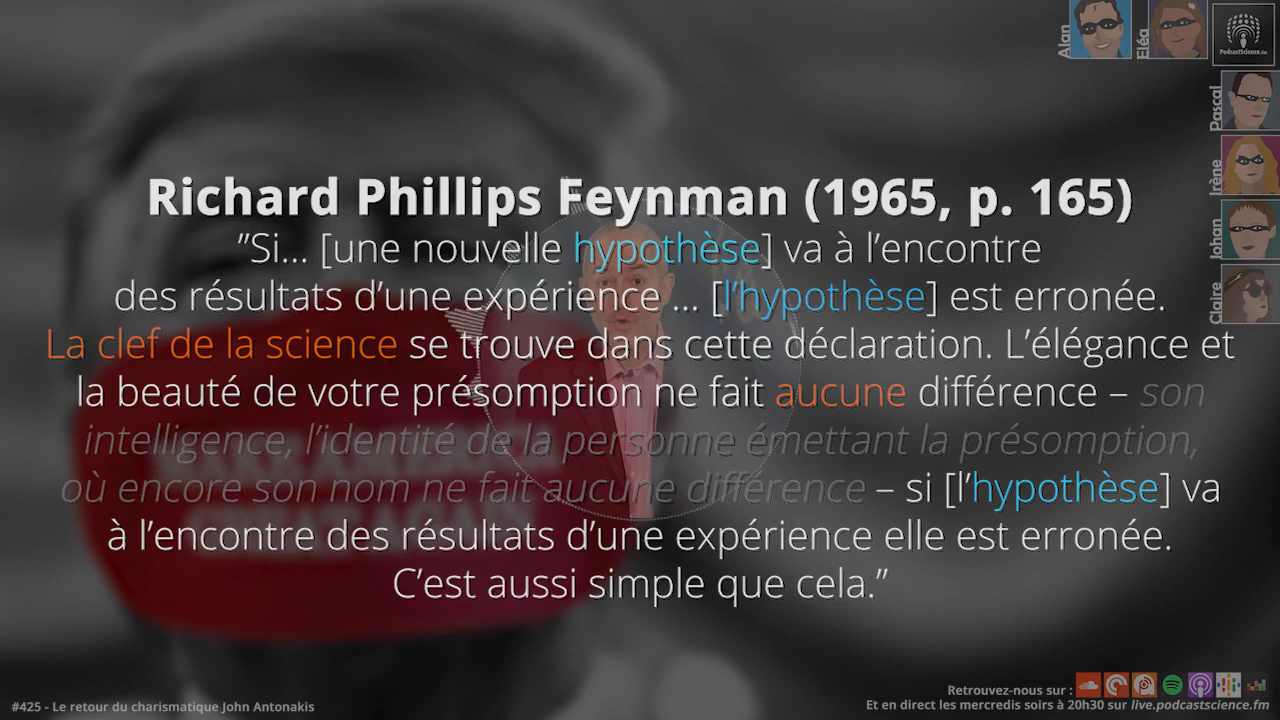 Alan
Eléa
PodcastScience.fm
Pascal
Irène
Johan
Claire
Richard Phillips Feynman (1965, p. 165)
"Si... [une nouvelle hypothèse] va à l'encontre
des résultats d'une expérience ... [l'hypothèse] est erronée.
La clef de la science se trouve dans cette déclaration. L'élégance et
la beauté de votre présomption ne fait aucune différence – son
intelligence, l'identité de la personne émettant la présomption,
où encore son nom ne fait aucune différence – si [l'hypothèse] va
à l'encontre des résultats d'une expérience elle est erronée.
C'est aussi simple que cela."
Retrouvez-nous sur :
#425 - Le retour du charismatique John Antonakis
Et en direct les mercredis soirs à 20h30 sur live.podcastscience.fm